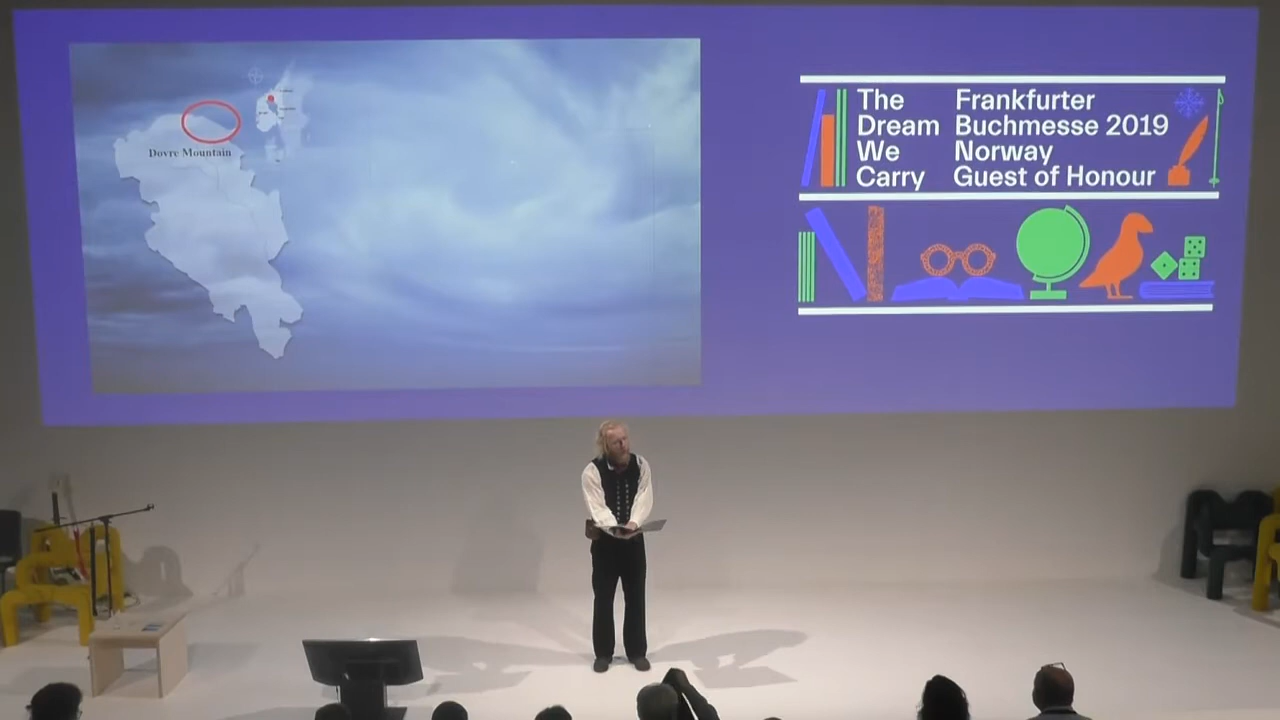 Dovre Mountain
The
Dream
We
Carry
Frankfurter
Buchmesse 2019
Norway
Guest of Honour